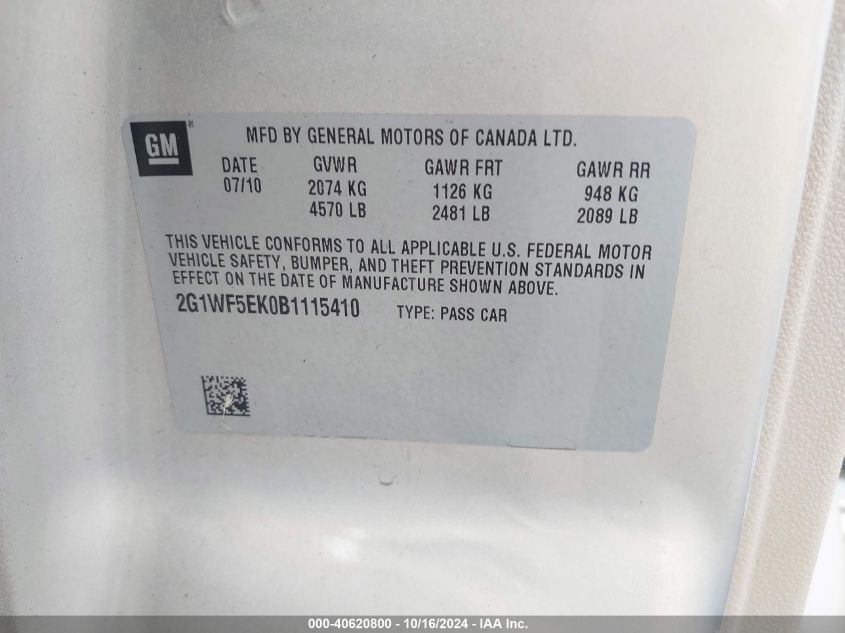 GM® MFD BY GENERAL MOTORS OF CANADA LTD.
DATE GVWR GAWR FRT GAWR RR
07/10 2074 KG 1126 KG 948 KG
4570 LB 2481 LB 2089 LB
THIS VEHICLE CONFORMS TO ALL APPLICABLE U.S. FEDERAL MOTOR
VEHICLE SAFETY, BUMPER, AND THEFT PREVENTION STANDARDS IN
EFFECT ON THE DATE OF MANUFACTURE SHOWN ABOVE.
2G1WF5EK0B1115410 TYPE: PASS CAR
000-40620800 - 10/16/2024 - IAA Inc.